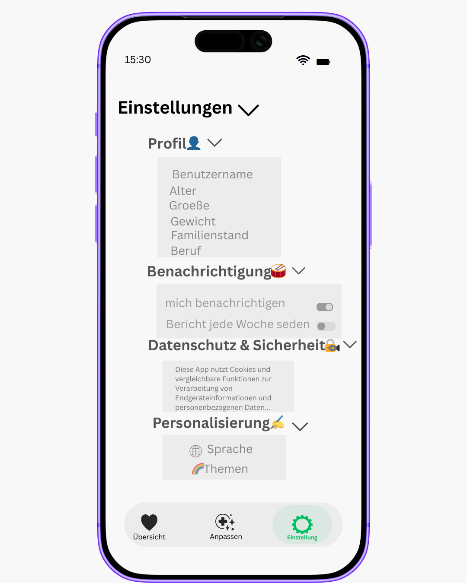 15:30
Einstellungen
Profil
Benutzername
Alter
Groeße
Gewicht
Familienstand
Beruf
Benachrichtigung
mich benachrichtigen
Bericht jede Woche seden
Datenschutz & Sicherheit
Diese App nutzt Cookies und
vergleichbare Funktionen zur
Verarbeitung von
Endgeräteinformationen und
personenbezogenen Daten...
Personalisierung
Sprache
Themen
Übersicht
Anpassen
Einstellung